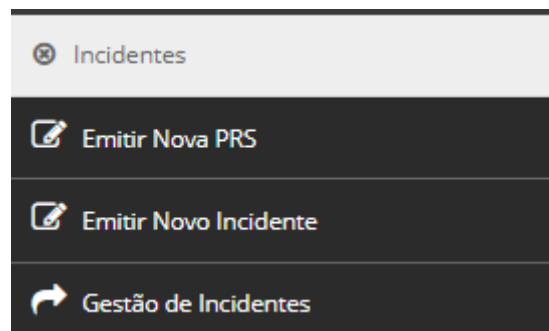 Incidentes
Emitir Nova PRS
Emitir Novo Incidente
Gestão de Incidentes